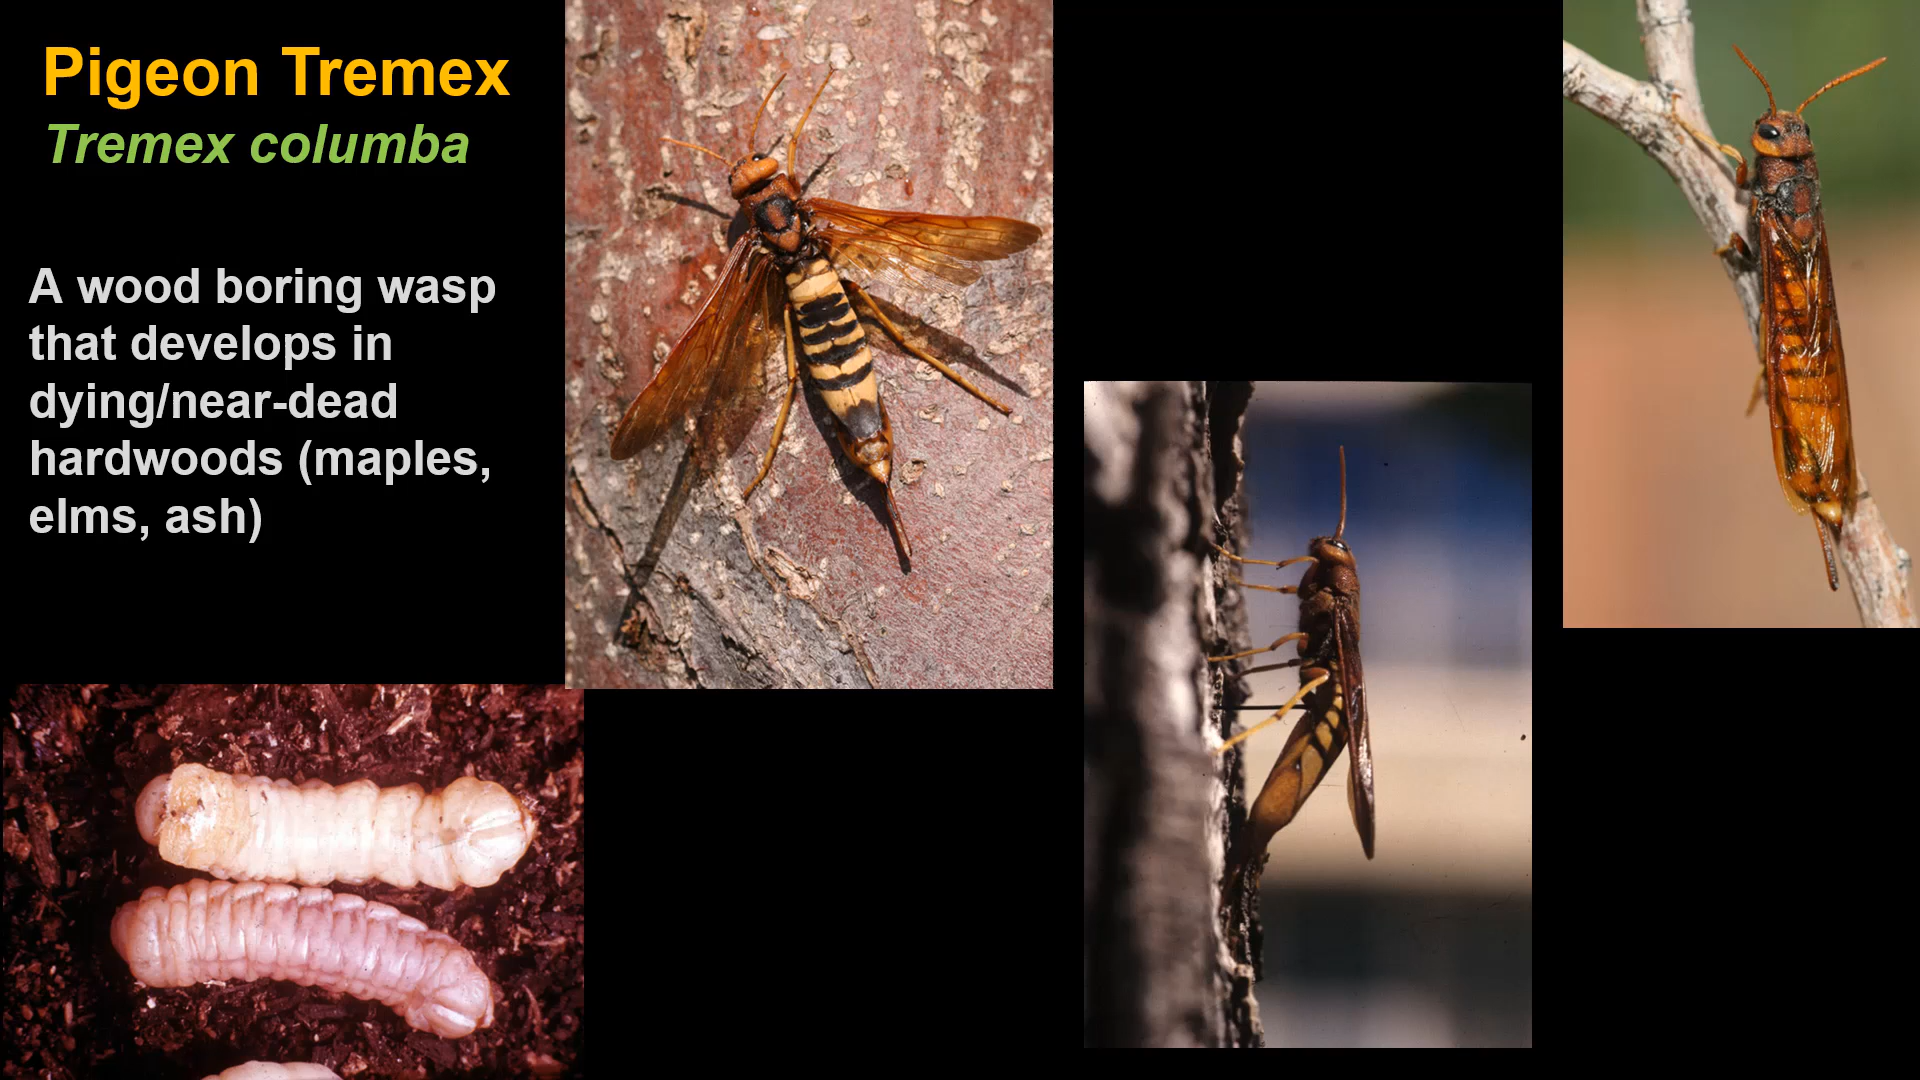 Pigeon Tremex
Tremex columba
A wood boring wasp
that develops in
dying/near-dead
hardwoods (maples,
elms, ash)